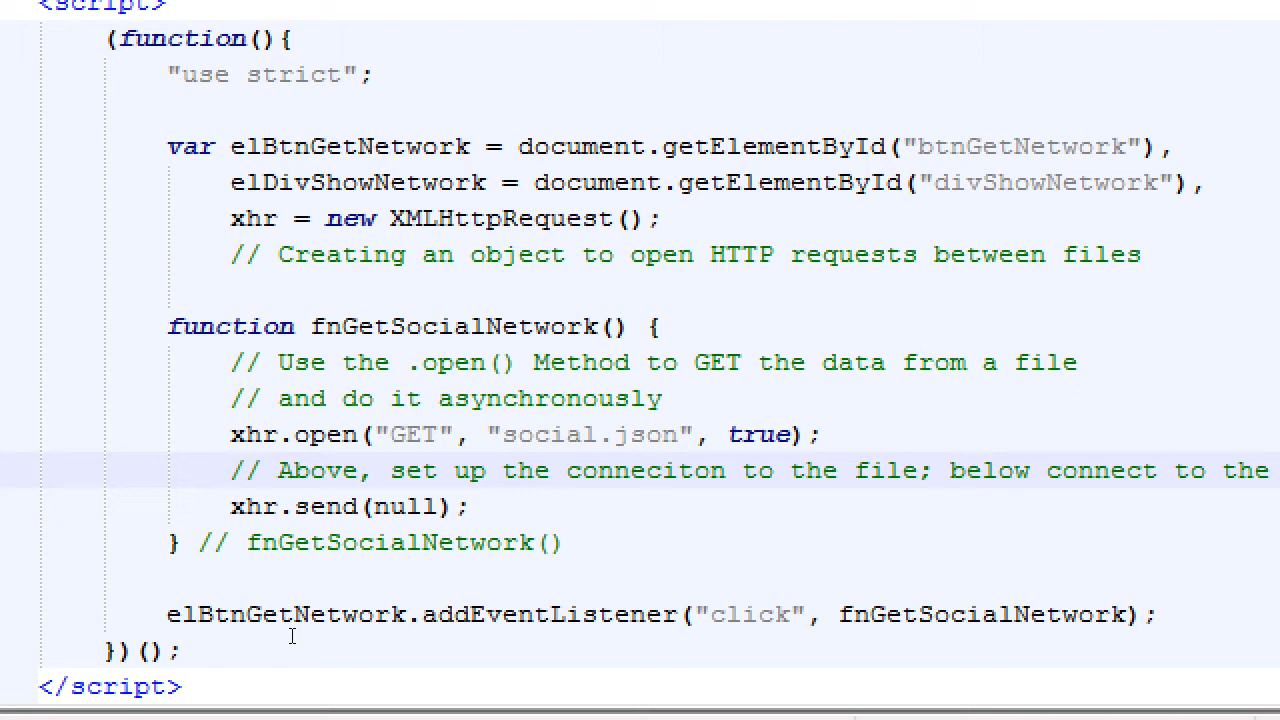 <script>
(function(){
"use strict";
var elBtnGetNetwork = document.getElementById("btnGetNetwork"),
elDivShowNetwork = document.getElementById("divShowNetwork"),
xhr = new XMLHttpRequest();
// Creating an object to open HTTP requests between files
function fnGetSocialNetwork() {
// Use the .open() Method to GET the data from a file
// and do it asynchronously
xhr.open("GET", "social.json", true);
// Above, set up the conneciton to the file; below connect to the
xhr.send(null);
} // fnGetSocialNetwork()
elBtnGetNetwork.addEventListener("click", fnGetSocialNetwork);
})();
</script>